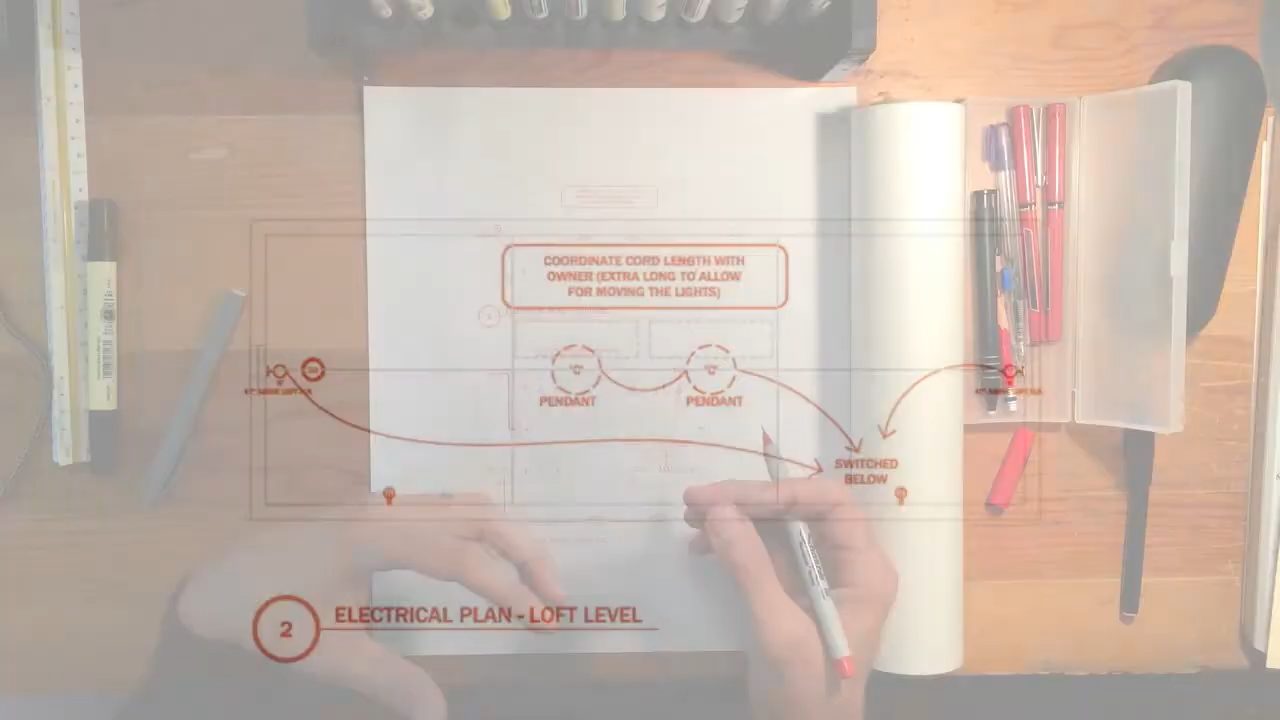 COORDINATE CORD LENGTH WITH
OWNER (EXTRA LONG TO ALLOW
FOR MOVING THE LIGHTS)
PENDANT
PENDANT
SWITCHED
BELOW
2
ELECTRICAL PLAN - LOFT LEVEL